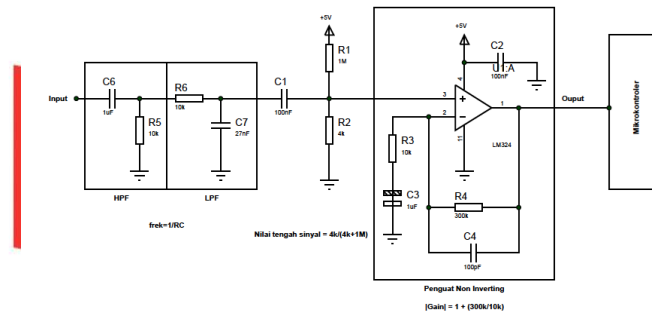 +5V
+5V
R1
1M
C2
U1:A
100nF
C6
1uF
R6
10k
C1
100nF
Input
R5
10k
C7
27nF
R2
4k
4
3
2
1
11
LM324
Ouput
Mikrokontroler
R3
10k
C3
1uF
R4
300k
C4
100pF
HPF
LPF
frek=1/RC
Nilai tengah sinyal = 4k/(4k+1M)
Penguat Non Inverting
|Gain| = 1 + (300k/10k)